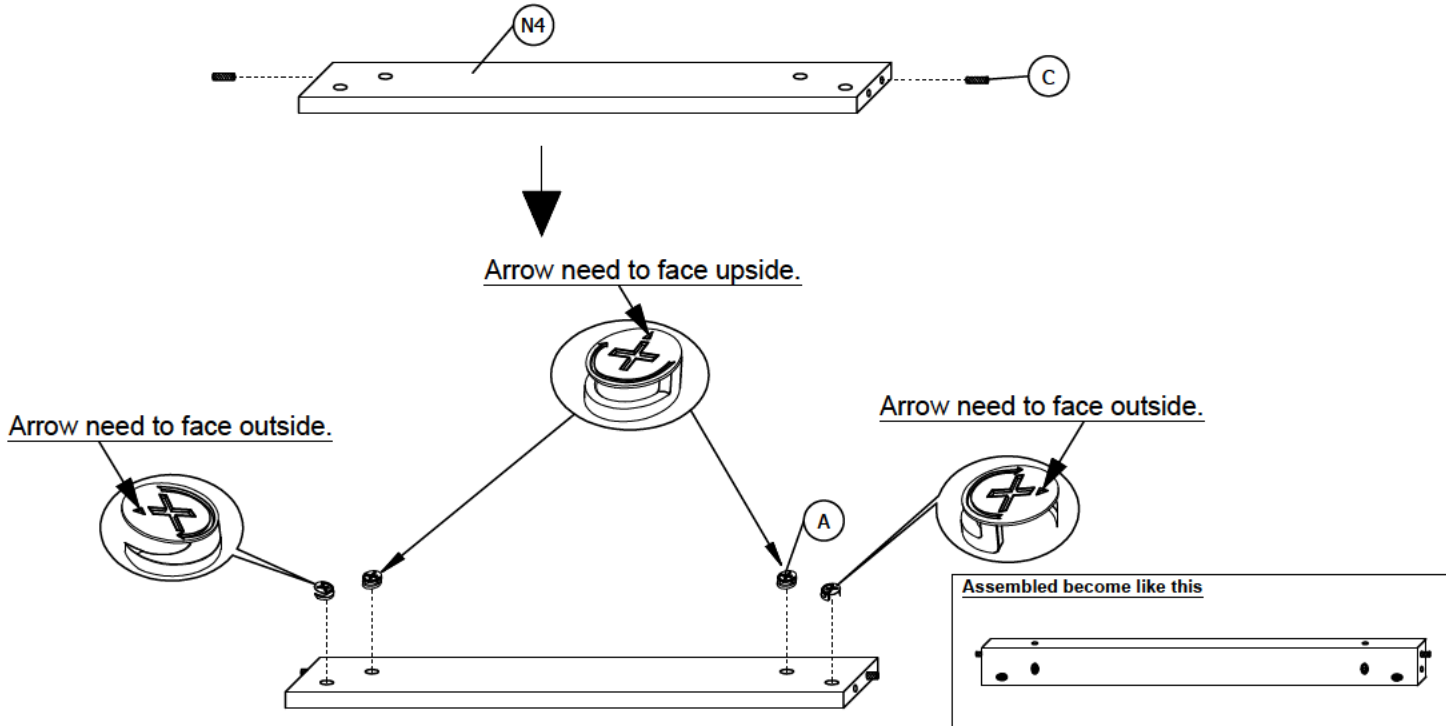 N4
C
Arrow need to face upside.
Arrow need to face outside.
Arrow need to face outside.
A
Assembled become like this